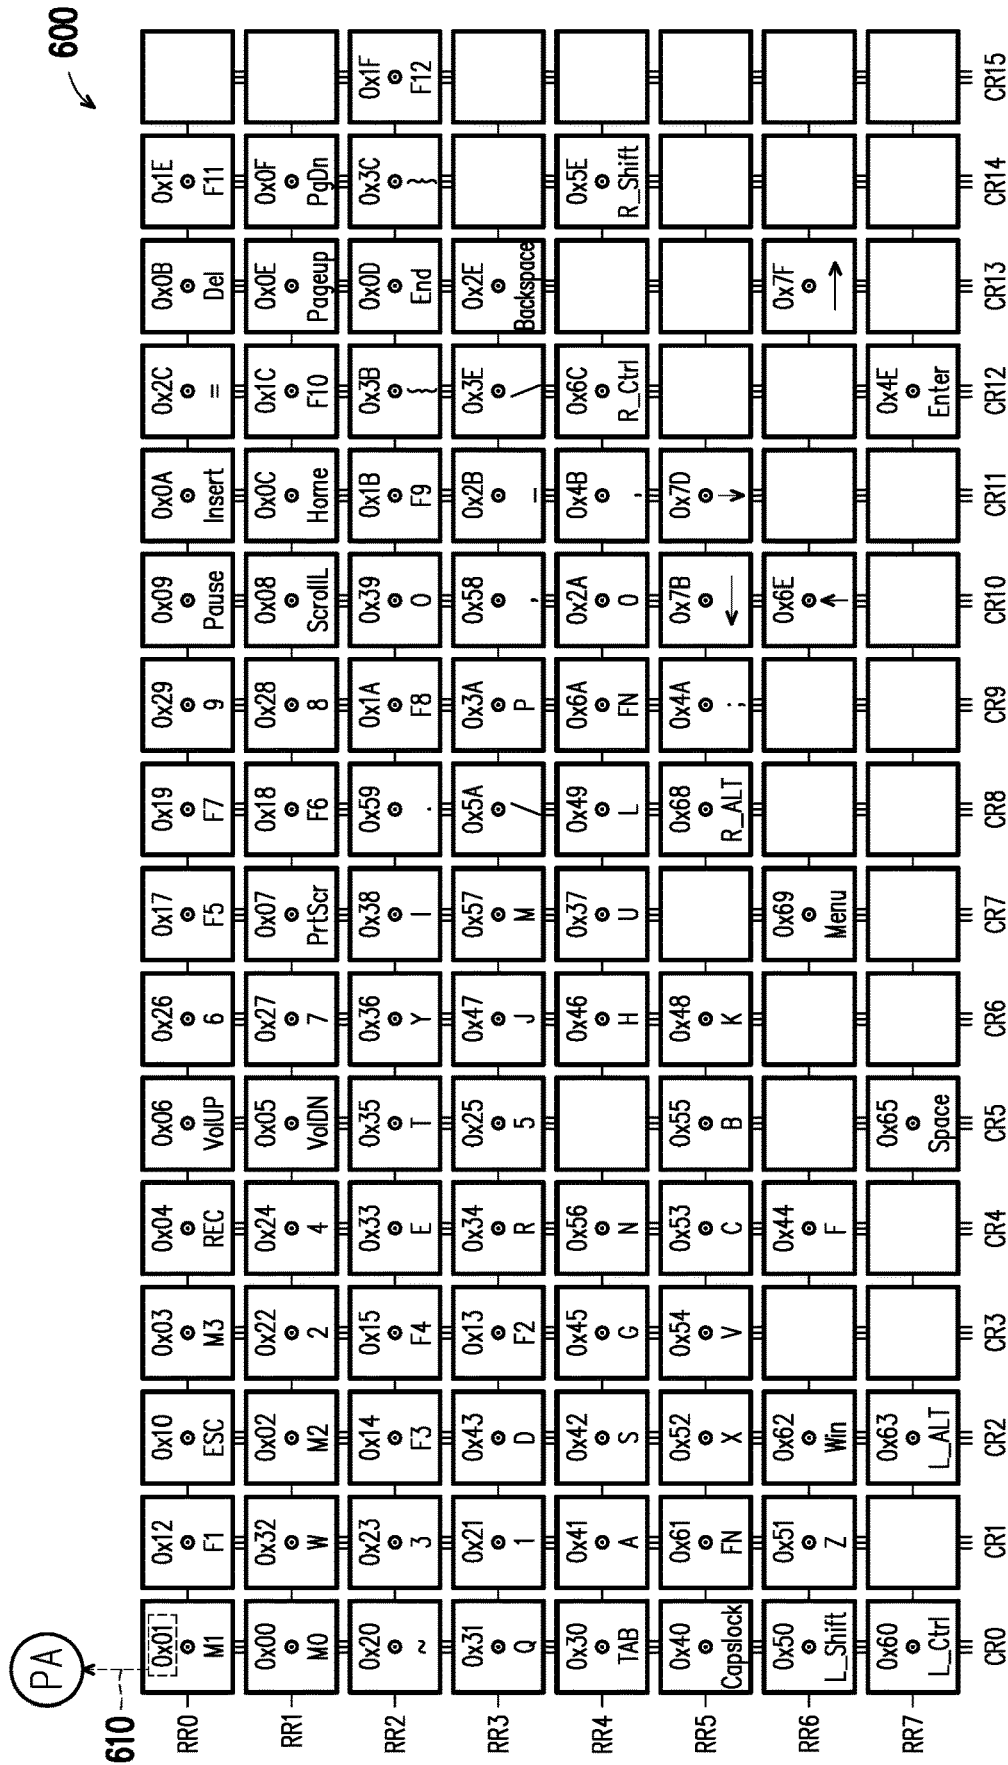 600
PA
610
RR0
0x01 0x12 0x10 0x03 0x04 0x06 0x26 0x17 0x19 0x29 0x09 0x0A 0x2C 0x0B 0x1E
M1 F1 ESC M3 REC VolUP 6 F5 F7 9 Pause Insert = Del F11
RR1
0x00 0x32 0x02 0x22 0x24 0x05 0x27 0x07 0x18 0x28 0x08 0x0C 0x1C 0x0E 0x0F
M0 W M2 2 4 VolDN 7 PrtScr F6 8 ScrollL Home F10 Pageup PgDn
RR2
0x20 0x23 0x14 0x15 0x33 0x35 0x36 0x38 0x59 0x1A 0x39 0x1B 0x3B 0x0D 0x3C 0x1F
~ 3 F3 F4 E T Y I . F8 O F9 } End } F12
RR3
0x31 0x21 0x43 0x13 0x34 0x25 0x47 0x57 0x5A 0x3A 0x58 0x2B 0x3E 0x2E
Q 1 D F2 R 5 J M / P , – \ Backspace
RR4
0x30 0x41 0x42 0x45 0x56 0x46 0x37 0x49 0x6A 0x2A 0x4B 0x6C 0x5E
TAB A S G N H U L FN 0 , R_Ctrl R_Shift
RR5
0x40 0x61 0x52 0x54 0x53 0x55 0x48 0x68 0x4A 0x7B 0x7D
Capslock FN X V C B K R_ALT ; ← ↓
RR6
0x50 0x51 0x62 0x44 0x69 0x6E 0x7F
L_Shift Z Win F Menu ↑ →
RR7
0x60 0x63 0x65 0x4E
L_Ctrl L_ALT Space Enter
CR0 CR1 CR2 CR3 CR4 CR5 CR6 CR7 CR8 CR9 CR10 CR11 CR12 CR13 CR14 CR15